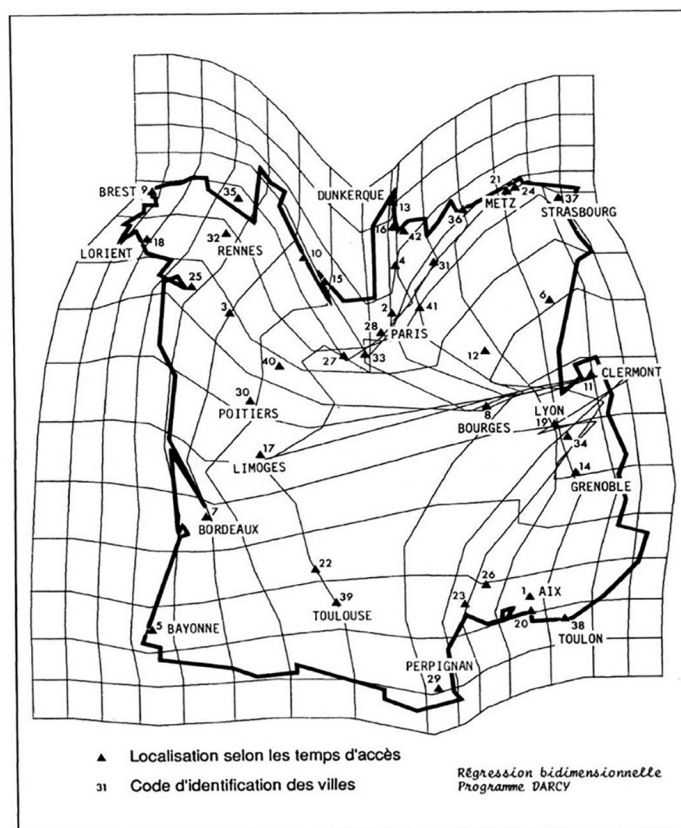 21
24
BREST 9
35
DUNKERQUE
13
METZ
37
36
STRASBOURG
16
42
32
RENNES
18
LORIENT
10
4
31
25
15
6
3
2
41
28
PARIS
12
27
33
40
CLERMONT
11
30
POITIERS
8
BOURGES
LYON
19
34
17
LIMOGES
14
GRENOBLE
7
BORDEAUX
22
26
39
TOULOUSE
23
1 AIX
20
38
TOULON
5 BAYONNE
PERPIGNAN
29
▲ Localisation selon les temps d'accès
31 Code d'identification des villes
Régression bidimensionnelle
Programme DARCY